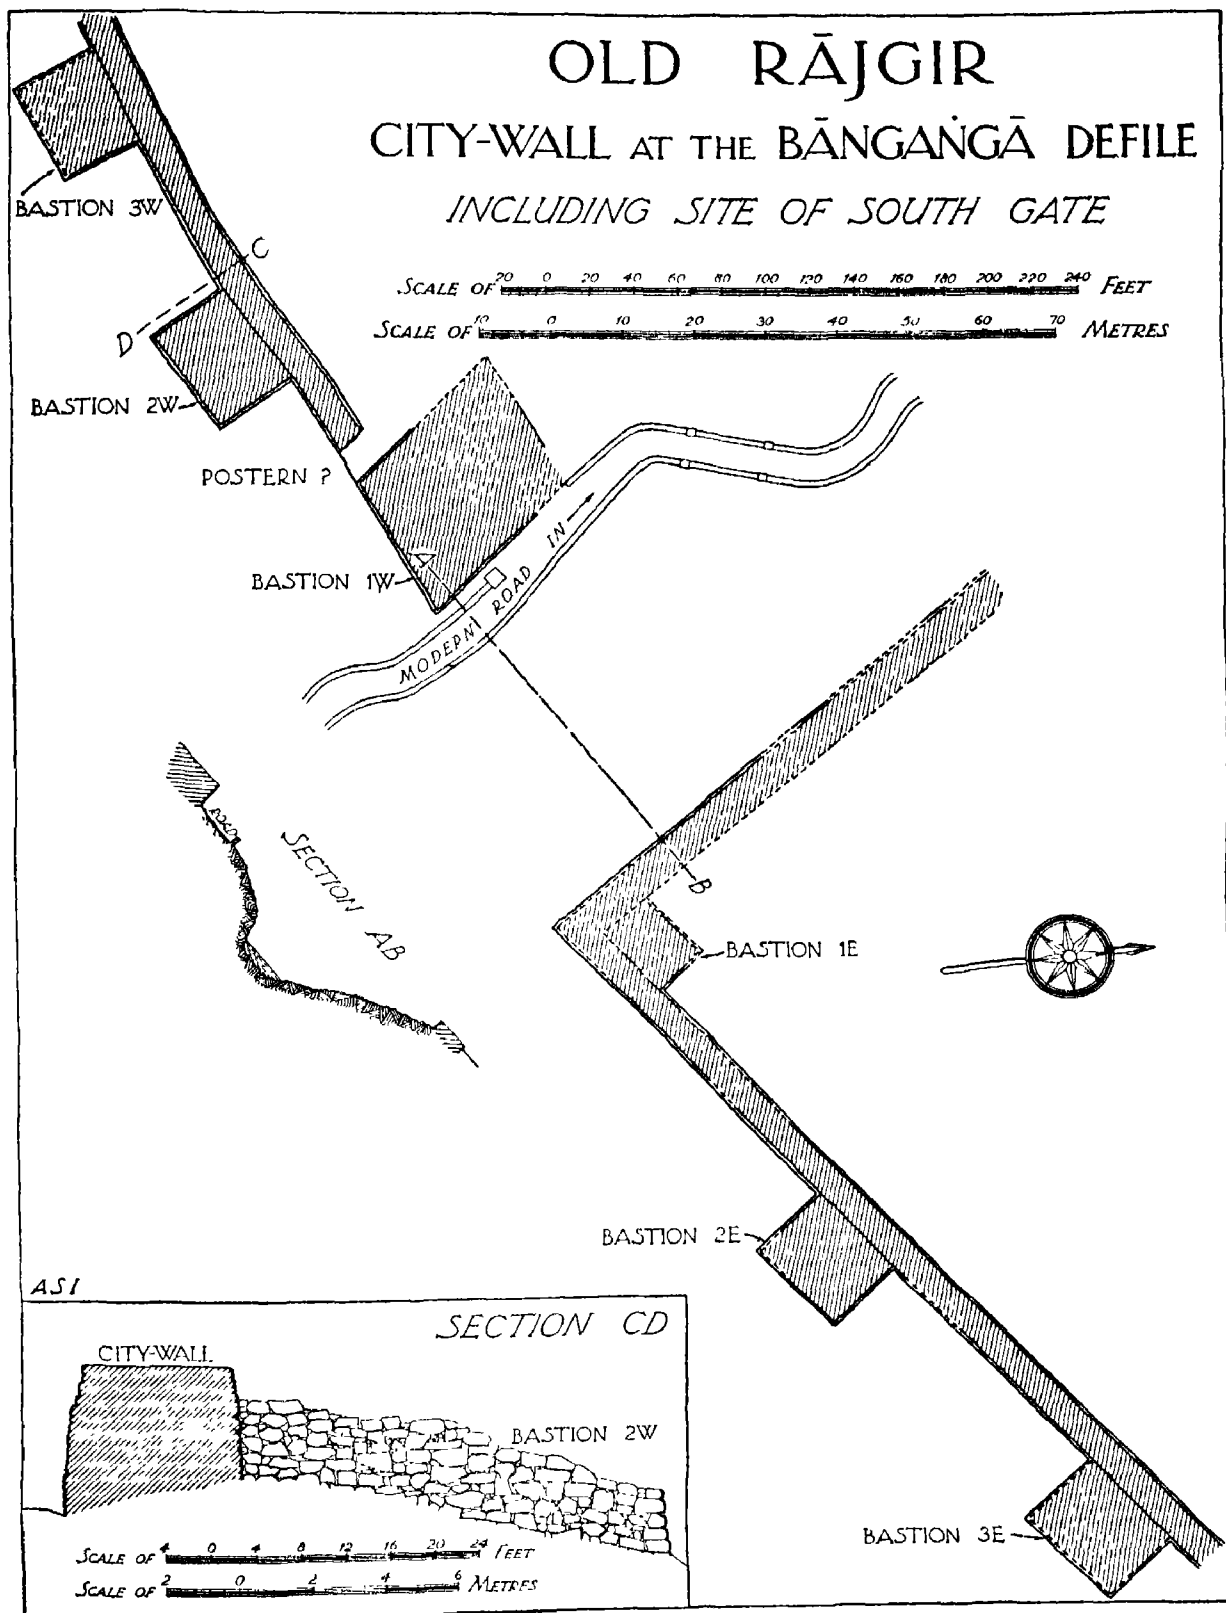 OLD RĀJGIR
CITY-WALL AT THE BĀNGAṄGĀ DEFILE
INCLUDING SITE OF SOUTH GATE
SCALE OF 20 0 20 40 60 80 100 120 140 160 180 200 220 240 FEET
SCALE OF 10 0 10 20 30 40 50 60 70 METRES
BASTION 3W
C
D
BASTION 2W
POSTERN ?
A
BASTION 1W
MODERN ROAD IN
ROAD
SECTION AB
B
BASTION 1E
BASTION 2E
BASTION 3E
ASI
SECTION CD
CITY-WALL
BASTION 2W
SCALE OF 4 0 4 8 12 16 20 24 FEET
SCALE OF 2 0 2 4 6 METRES